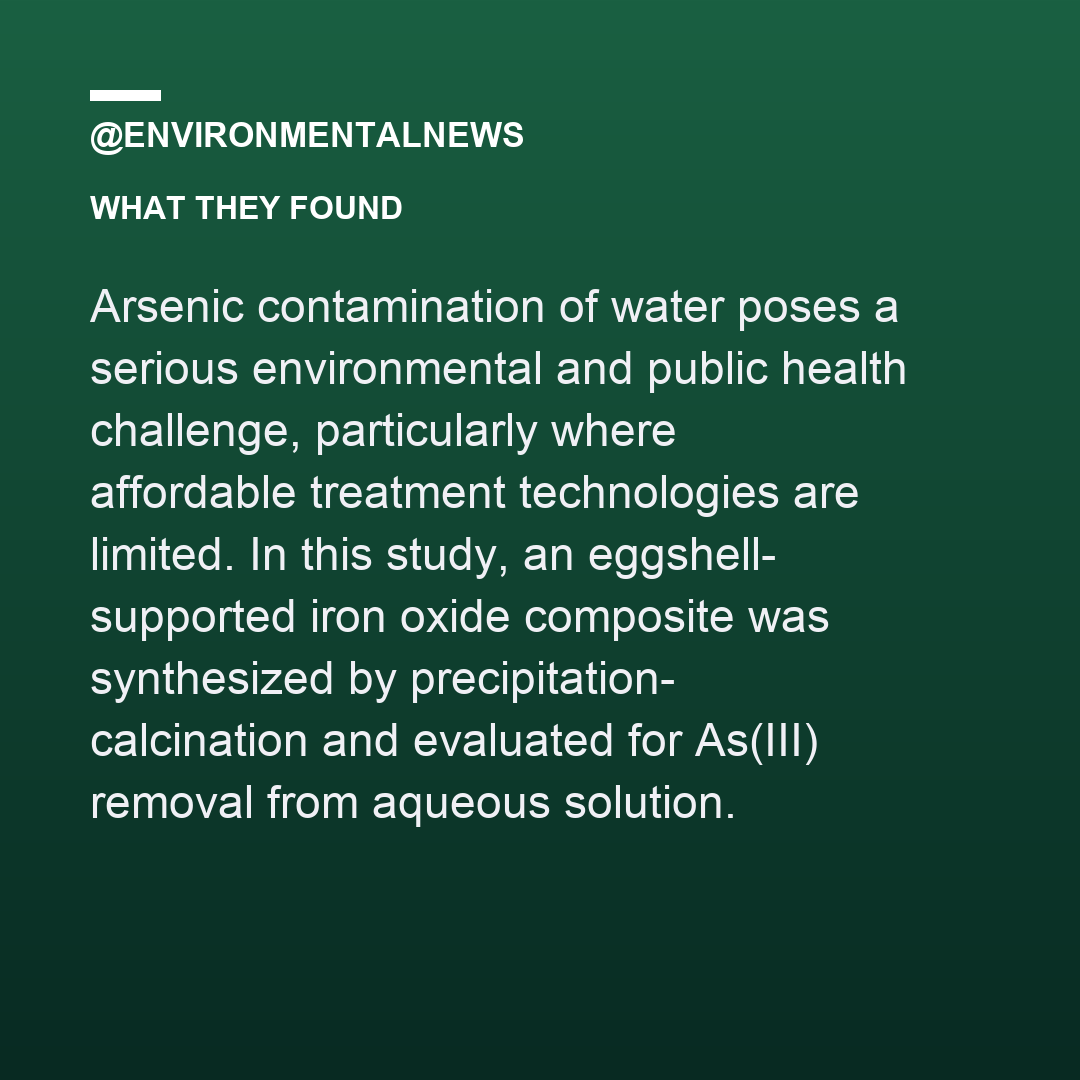 @ENVIRONMENTALNEWS
WHAT THEY FOUND
Arsenic contamination of water poses a
serious environmental and public health
challenge, particularly where
affordable treatment technologies are
limited. In this study, an eggshell-
supported iron oxide composite was
synthesized by precipitation-
calcination and evaluated for As(III)
removal from aqueous solution.